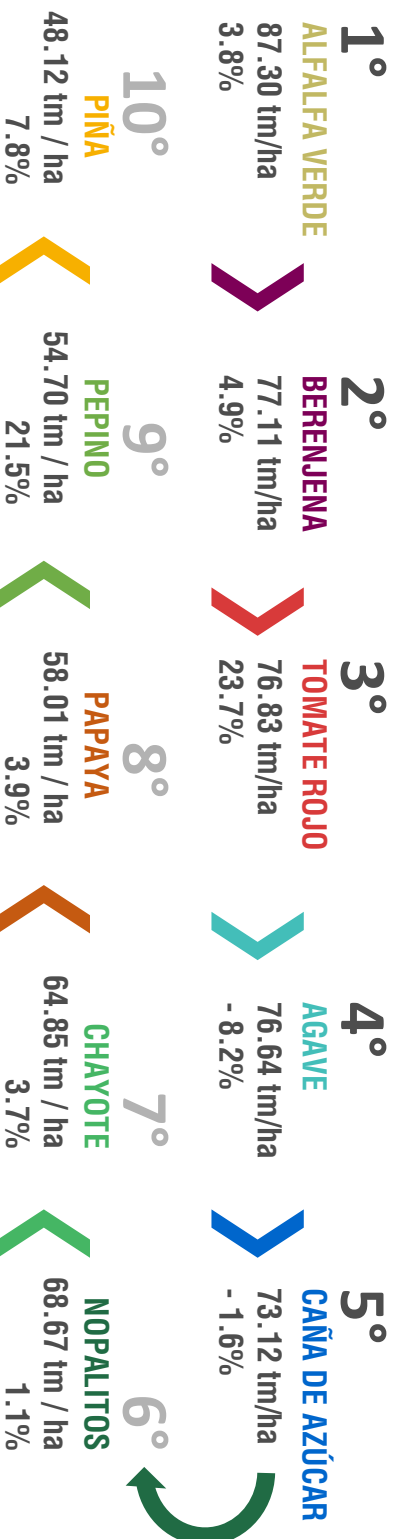 1°
ALFALFA VERDE
87.30 tm/ha
3.8%
2°
BERENJENA
77.11 tm/ha
4.9%
3°
TOMATE ROJO
76.83 tm/ha
23.7%
4°
AGAVE
76.64 tm/ha
- 8.2%
5°
CAÑA DE AZÚCAR
73.12 tm/ha
- 1.6%
6°
NOPALITOS
68.67 tm / ha
1.1%
7°
CHAYOTE
64.85 tm / ha
3.7%
8°
PAPAYA
58.01 tm / ha
3.9%
9°
PEPINO
54.70 tm / ha
21.5%
10°
PIÑA
48.12 tm / ha
7.8%